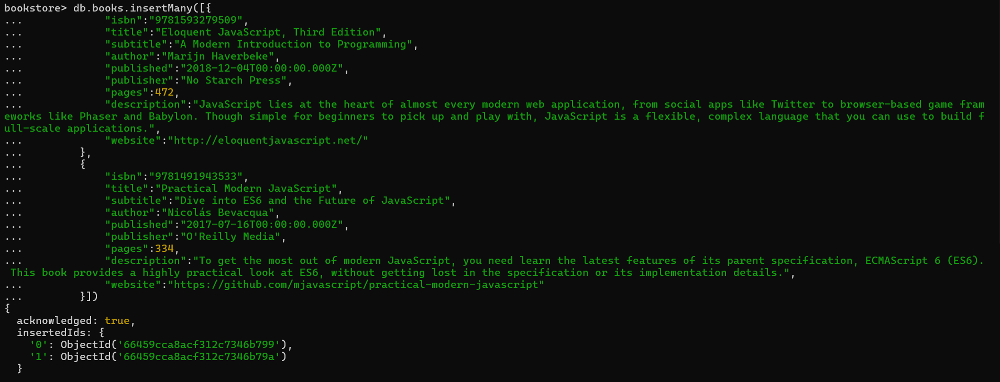 bookstore> db.books.insertMany([{
...             "isbn":"9781593279509",
...             "title":"Eloquent JavaScript, Third Edition",
...             "subtitle":"A Modern Introduction to Programming",
...             "author":"Marijn Haverbeke",
...             "published":"2018-12-04T00:00:00.000Z",
...             "publisher":"No Starch Press",
...             "pages":472,
...             "description":"JavaScript lies at the heart of almost every modern web application, from social apps like Twitter to browser-based game fram
eworks like Phaser and Babylon. Though simple for beginners to pick up and play with, JavaScript is a flexible, complex language that you can use to build f
ull-scale applications.",
...             "website":"http://eloquentjavascript.net/"
...         },
...         {
...             "isbn":"9781491943533",
...             "title":"Practical Modern JavaScript",
...             "subtitle":"Dive into ES6 and the Future of JavaScript",
...             "author":"Nicolás Bevacqua",
...             "published":"2017-07-16T00:00:00.000Z",
...             "publisher":"O'Reilly Media",
...             "pages":334,
...             "description":"To get the most out of modern JavaScript, you need learn the latest features of its parent specification, ECMAScript 6 (ES6).
 This book provides a highly practical look at ES6, without getting lost in the specification or its implementation details.",
...             "website":"https://github.com/mjavascript/practical-modern-javascript"
...         }])
{
  acknowledged: true,
  insertedIds: {
    '0': ObjectId('66459cca8acf312c7346b799'),
    '1': ObjectId('66459cca8acf312c7346b79a')
  }